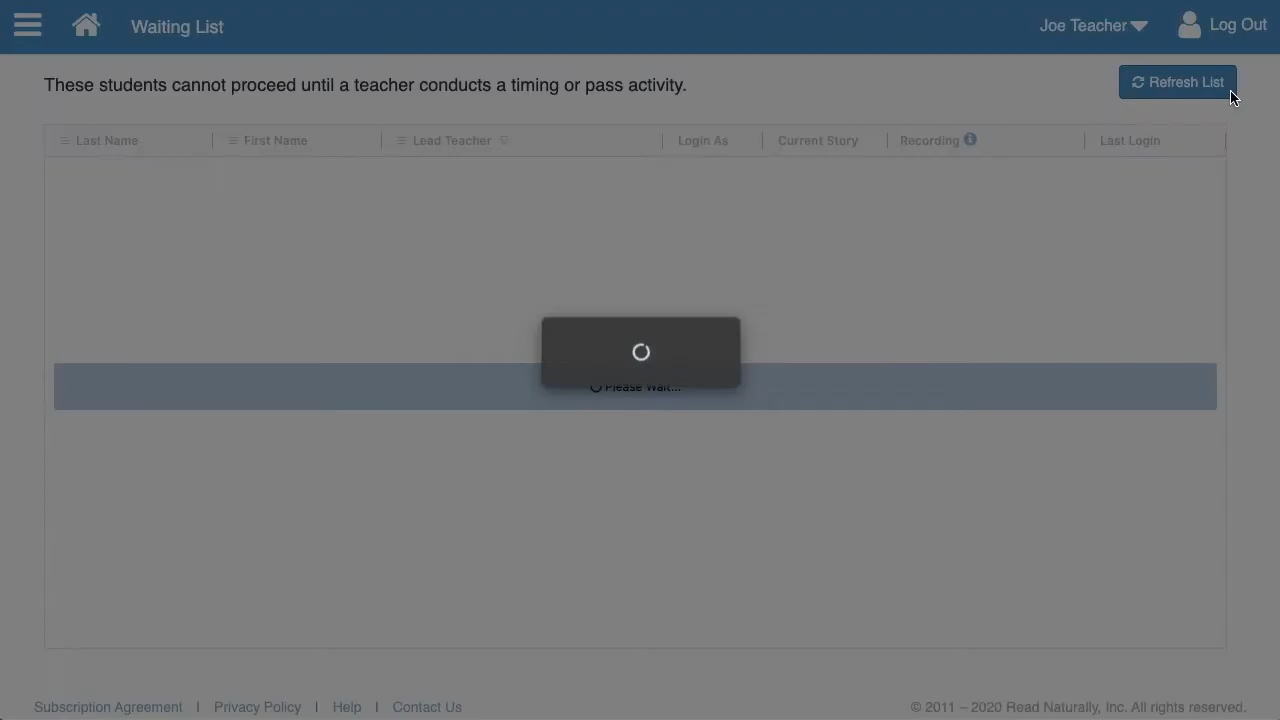 Waiting List
Joe Teacher
Log Out
These students cannot proceed until a teacher conducts a timing or pass activity.
Refresh List
Last Name
First Name
Lead Teacher
Login As
Current Story
Recording
Last Login
Please Wait...
Subscription Agreement | Privacy Policy | Help | Contact Us
© 2011 – 2020 Read Naturally, Inc. All rights reserved.